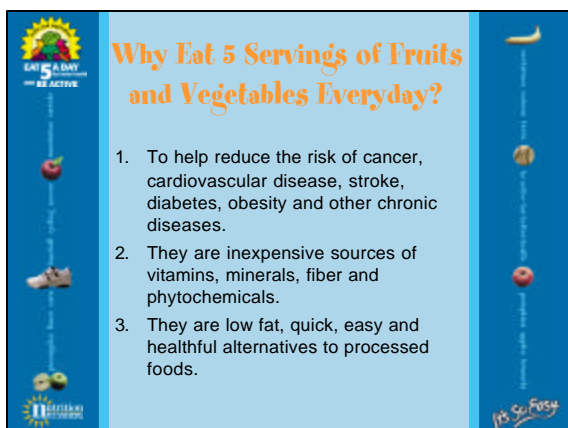 EAT 5 A DAY
AND BE ACTIVE
Why Eat 5 Servings of Fruits
and Vegetables Everyday?
1. To help reduce the risk of cancer,
cardiovascular disease, stroke,
diabetes, obesity and other chronic
diseases.
2. They are inexpensive sources of
vitamins, minerals, fiber and
phytochemicals.
3. They are low fat, quick, easy and
healthful alternatives to processed
foods.
nutrition
It's So Easy